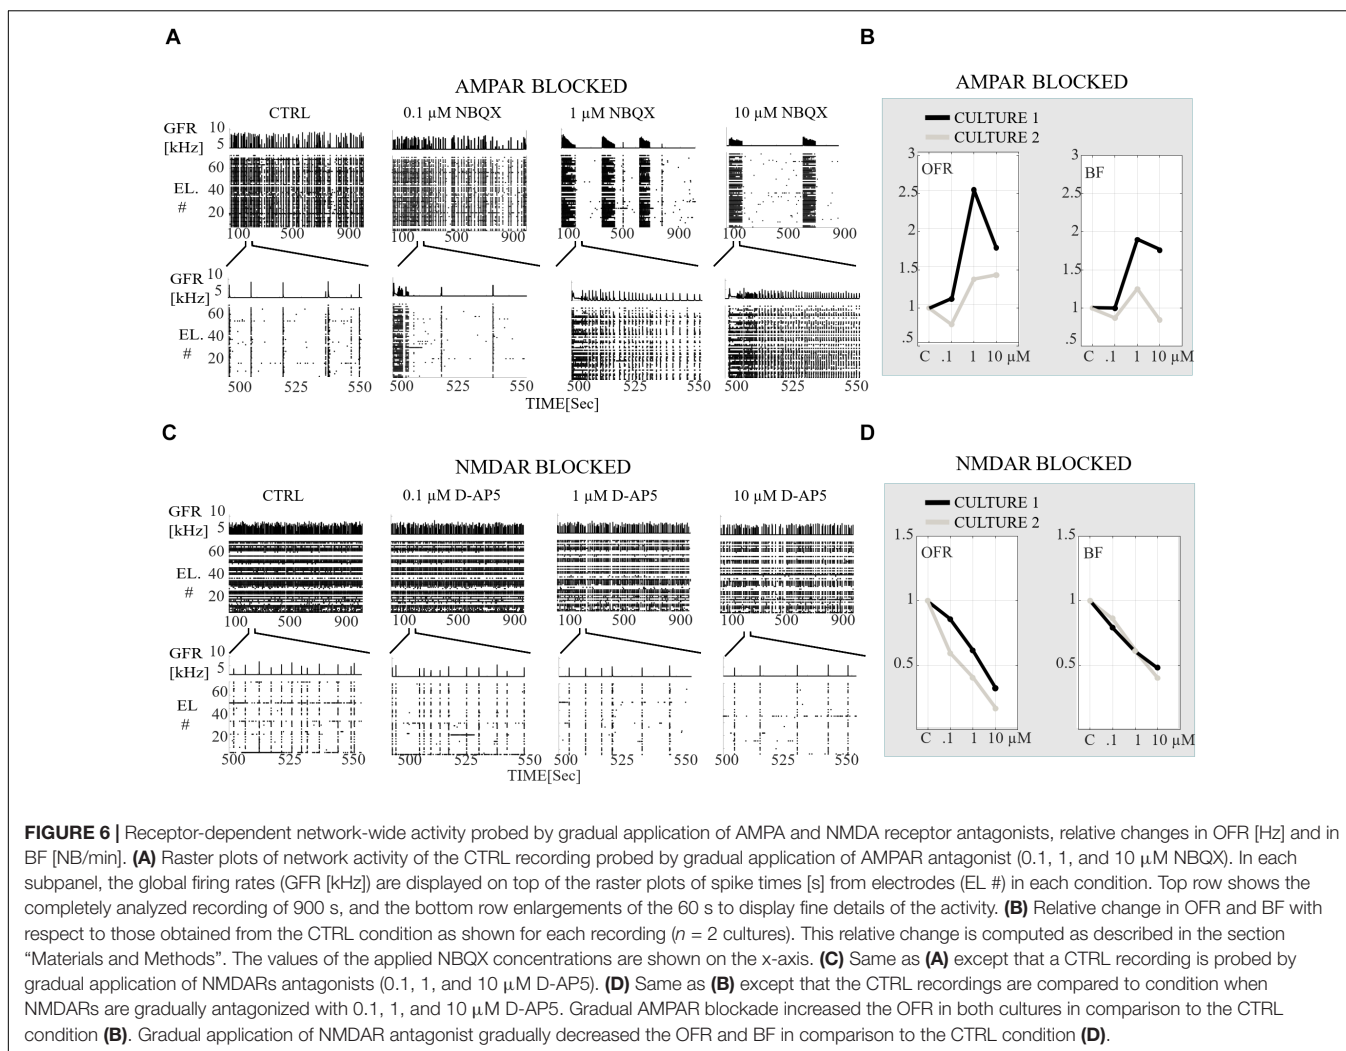 A
AMPAR BLOCKED
CTRL
0.1 µM NBQX
1 µM NBQX
10 µM NBQX
GFR
[kHz]
10
5
EL.
#
60
40
20
100 500 900
100 500 900
100 500 900
100 500 900
GFR
[kHz]
10
5
EL.
#
60
40
20
500 525 550
500 525 550
500 525 550
500 525 550
TIME[Sec]
B
AMPAR BLOCKED
CULTURE 1
CULTURE 2
OFR
3
2.5
2
1.5
1
.5
C .1 1 10 µM
BF
3
2
1
.5
C .1 1 10 µM
C
NMDAR BLOCKED
CTRL
0.1 µM D-AP5
1 µM D-AP5
10 µM D-AP5
GFR
[kHz]
10
5
EL.
#
60
40
20
100 500 900
100 500 900
100 500 900
100 500 900
GFR
[kHz]
10
5
EL
#
60
40
20
500 525 550
500 525 550
500 525 550
500 525 550
TIME[Sec]
D
NMDAR BLOCKED
CULTURE 1
CULTURE 2
OFR
1.5
1
0.5
C .1 1 10 µM
BF
1.5
1
0.5
C .1 1 10 µM
FIGURE 6 | Receptor-dependent network-wide activity probed by gradual application of AMPA and NMDA receptor antagonists, relative changes in OFR [Hz] and in
BF [NB/min]. (A) Raster plots of network activity of the CTRL recording probed by gradual application of AMPAR antagonist (0.1, 1, and 10 µM NBQX). In each
subpanel, the global firing rates (GFR [kHz]) are displayed on top of the raster plots of spike times [s] from electrodes (EL #) in each condition. Top row shows the
completely analyzed recording of 900 s, and the bottom row enlargements of the 60 s to display fine details of the activity. (B) Relative change in OFR and BF with
respect to those obtained from the CTRL condition as shown for each recording (n = 2 cultures). This relative change is computed as described in the section
“Materials and Methods”. The values of the applied NBQX concentrations are shown on the x-axis. (C) Same as (A) except that a CTRL recording is probed by
gradual application of NMDARs antagonists (0.1, 1, and 10 µM D-AP5). (D) Same as (B) except that the CTRL recordings are compared to condition when
NMDARs are gradually antagonized with 0.1, 1, and 10 µM D-AP5. Gradual AMPAR blockade increased the OFR in both cultures in comparison to the CTRL
condition (B). Gradual application of NMDAR antagonist gradually decreased the OFR and BF in comparison to the CTRL condition (D).